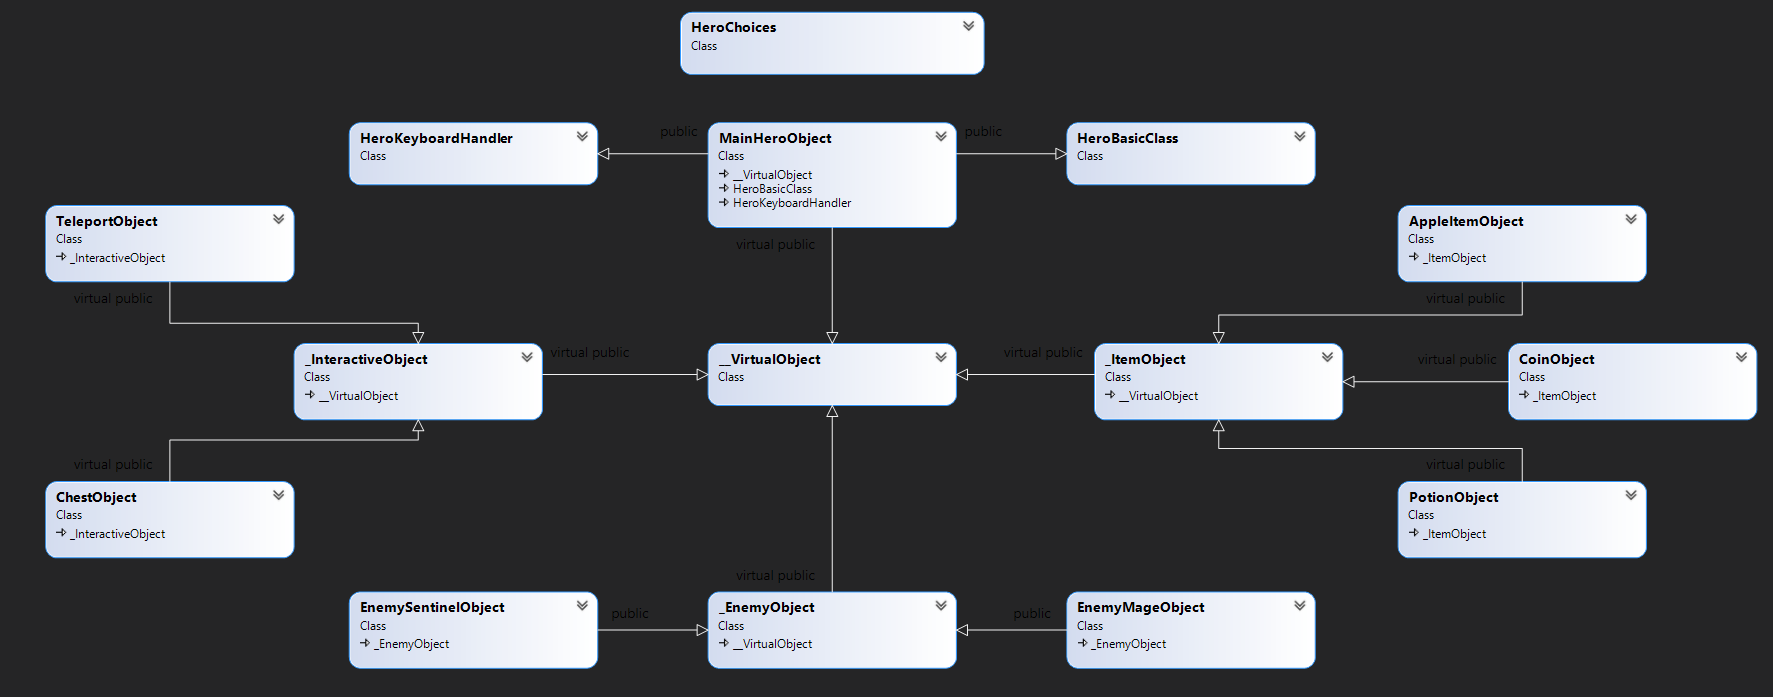 HeroChoices
Class
HeroKeyboardHandler
Class
public
MainHeroObject
Class
__VirtualObject
HeroBasicClass
HeroKeyboardHandler
public
HeroBasicClass
Class
TeleportObject
Class
_InteractiveObject
virtual public
virtual public
AppleItemObject
Class
_ItemObject
virtual public
_InteractiveObject
Class
__VirtualObject
virtual public
__VirtualObject
Class
virtual public
_ItemObject
Class
__VirtualObject
virtual public
CoinObject
Class
_ItemObject
virtual public
ChestObject
Class
_InteractiveObject
virtual public
PotionObject
Class
_ItemObject
virtual public
EnemySentinelObject
Class
_EnemyObject
public
_EnemyObject
Class
__VirtualObject
public
EnemyMageObject
Class
_EnemyObject